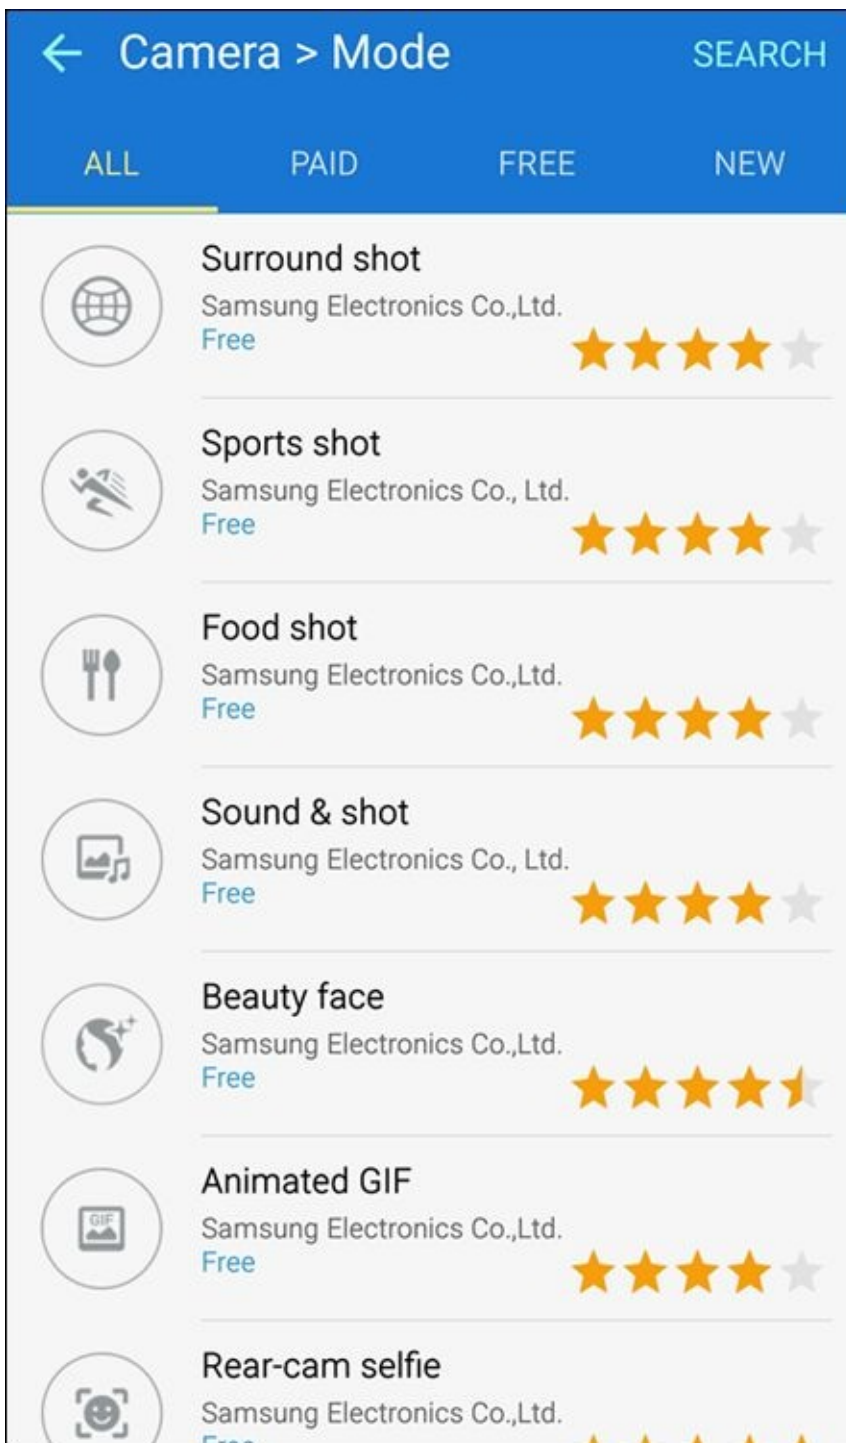 Camera > Mode
SEARCH
ALL
PAID
FREE
NEW
Surround shot
Samsung Electronics Co.,Ltd.
Free
Sports shot
Samsung Electronics Co., Ltd.
Free
Food shot
Samsung Electronics Co.,Ltd.
Free
Sound & shot
Samsung Electronics Co., Ltd.
Free
Beauty face
Samsung Electronics Co.,Ltd.
Free
GIF
Animated GIF
Samsung Electronics Co.,Ltd.
Free
Rear-cam selfie
Samsung Electronics Co.,Ltd.
Free